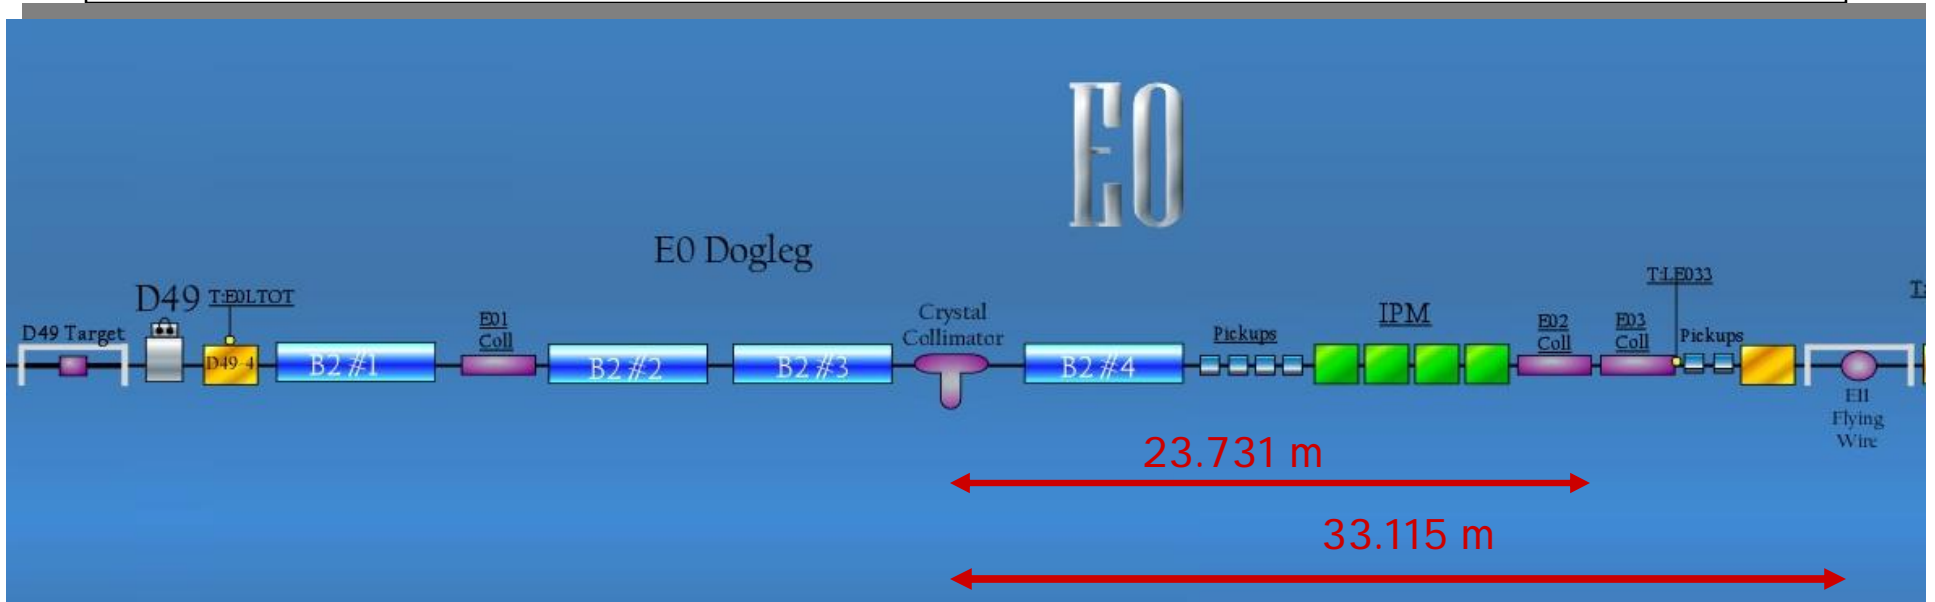 E0
E0 Dogleg
D49 Target
D49
T:E0LTOT
D49-4
B2 #1
E01
Coll
B2 #2
B2 #3
Crystal
Collimator
B2 #4
Pickups
IPM
E02
Coll
E03
Coll
T:LE033
Pickups
E11
Flying
Wire
T:
23.731 m
33.115 m